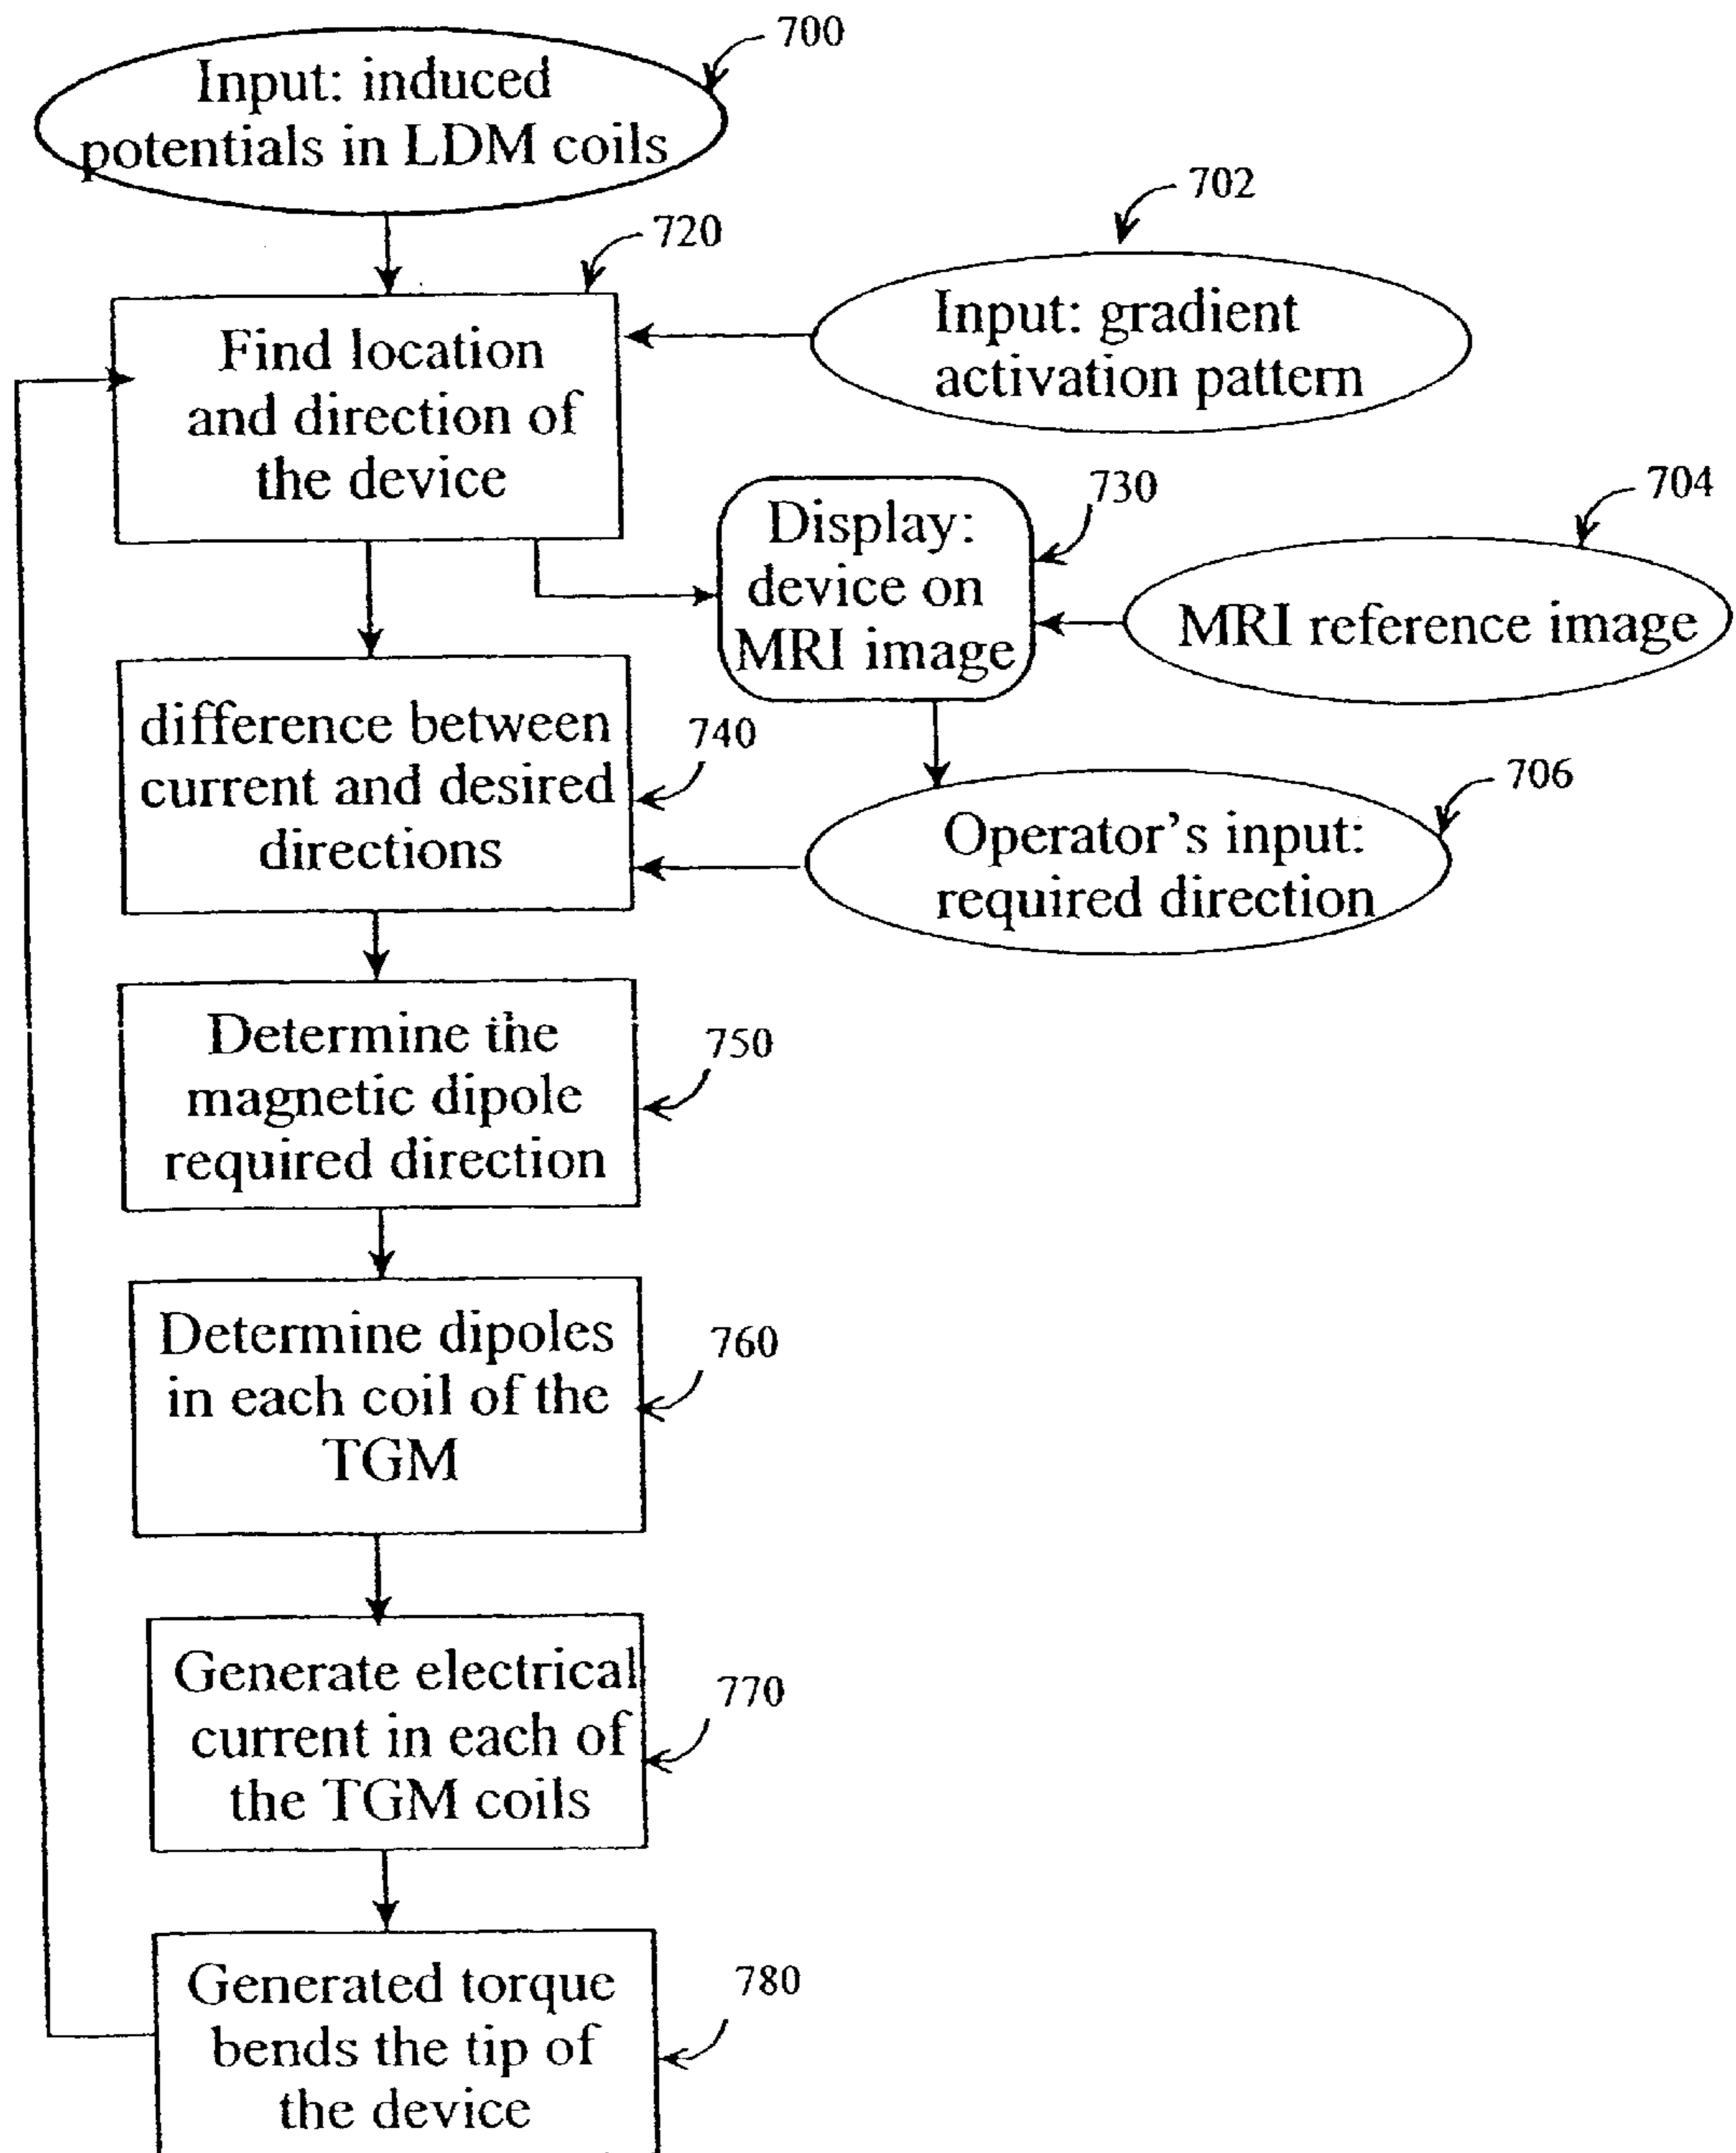 700
Input: induced
potentials in LDM coils
702
720
Input: gradient
activation pattern
Find location
and direction of
the device
730
704
Display:
device on
MRI image
MRI reference image
740
difference between
current and desired
directions
706
Operator's input:
required direction
750
Determine the
magnetic dipole
required direction
760
Determine dipoles
in each coil of the
TGM
770
Generate electrical
current in each of
the TGM coils
780
Generated torque
bends the tip of
the device